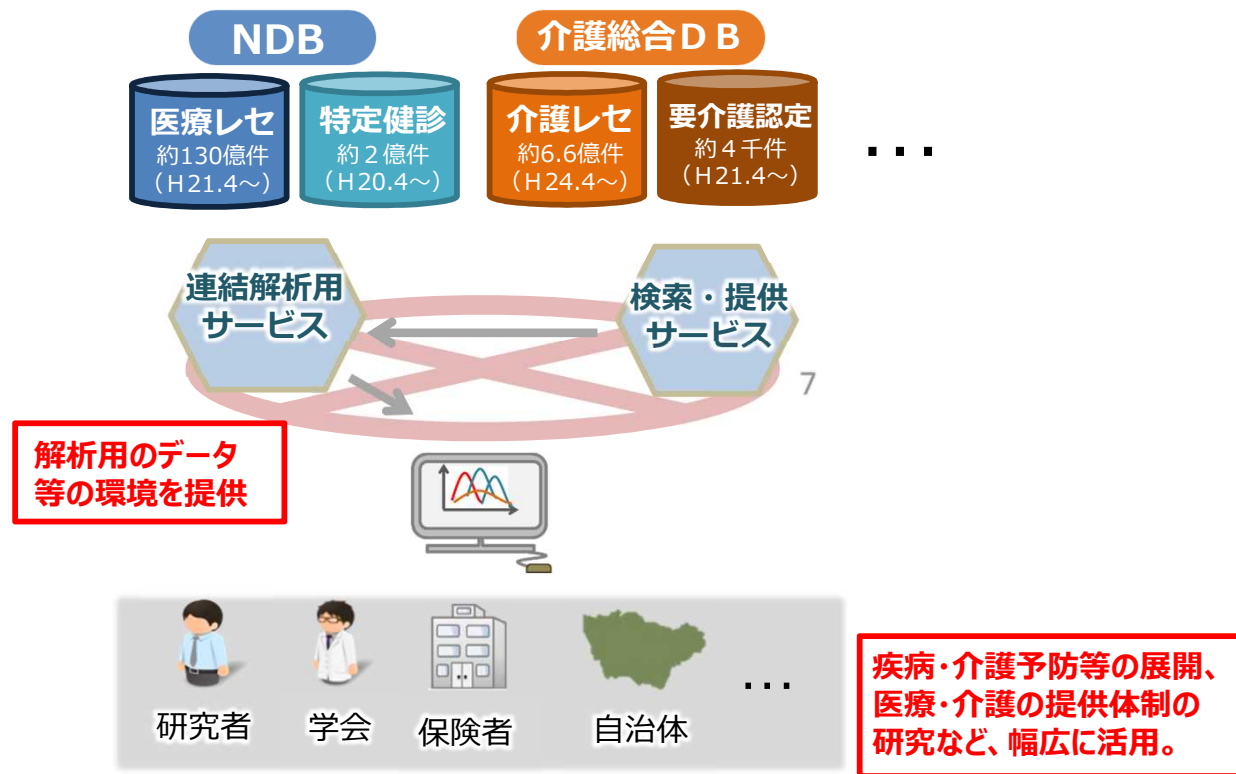 NDB
介護総合ＤＢ
医療レセ
約130億件
（Ｈ21.4～）
特定健診
約２億件
（Ｈ20.4～）
介護レセ
約6.6億件
（Ｈ24.4～）
要介護認定
約４千件
（Ｈ21.4～）
・・・
連結解析用
サービス
検索・提供
サービス
7
解析用のデータ
等の環境を提供
研究者
学会
保険者
自治体
…
疾病・介護予防等の展開、
医療・介護の提供体制の
研究など、幅広に活用。